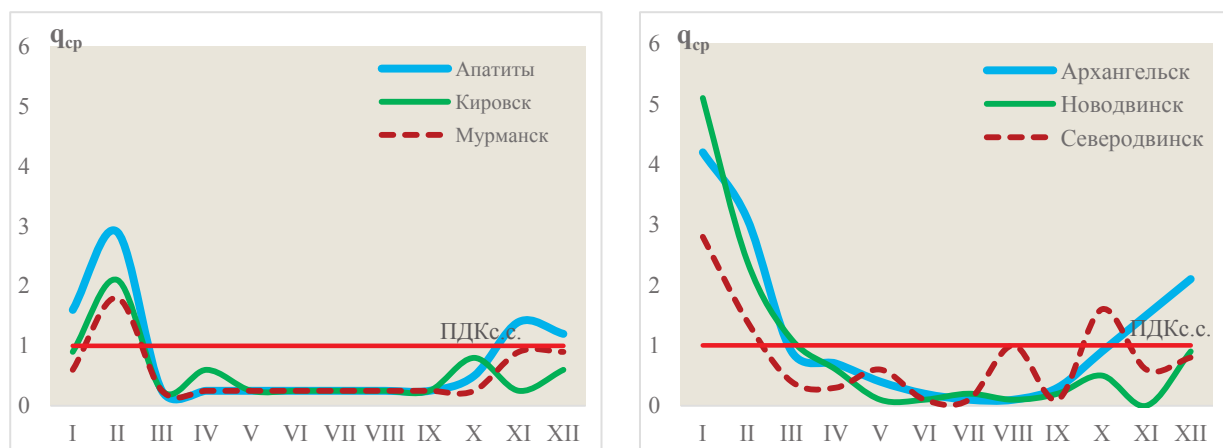 qср
6
5
4
3
2
1
0
Апатиты
Кировск
Мурманск
ПДКс.с.
I II III IV V VI VII VIII IX X XI XII
qср
6
5
4
3
2
1
0
Архангельск
Новодвинск
Северодвинск
ПДКс.с.
I II III IV V VI VII VIII IX X XI XII